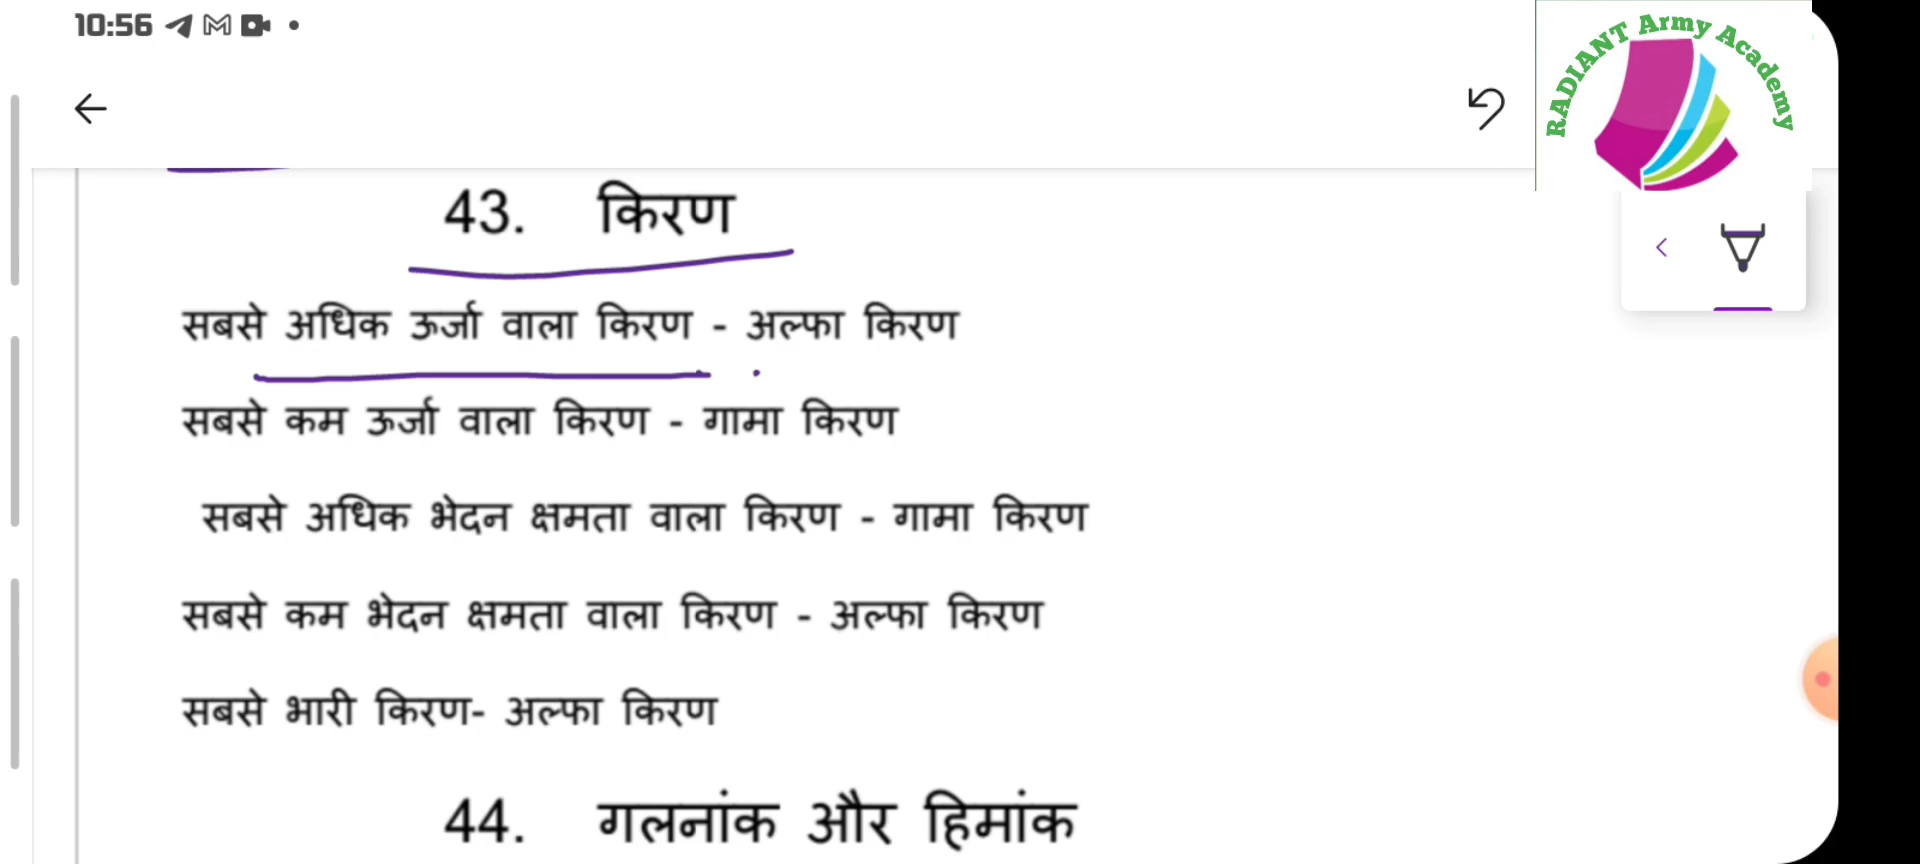 10:56
RADIANT Army Academy
43. किरण
सबसे अधिक ऊर्जा वाला किरण - अल्फा किरण
सबसे कम ऊर्जा वाला किरण - गामा किरण
सबसे अधिक भेदन क्षमता वाला किरण - गामा किरण
सबसे कम भेदन क्षमता वाला किरण - अल्फा किरण
सबसे भारी किरण- अल्फा किरण
44. गलनांक और हिमांक